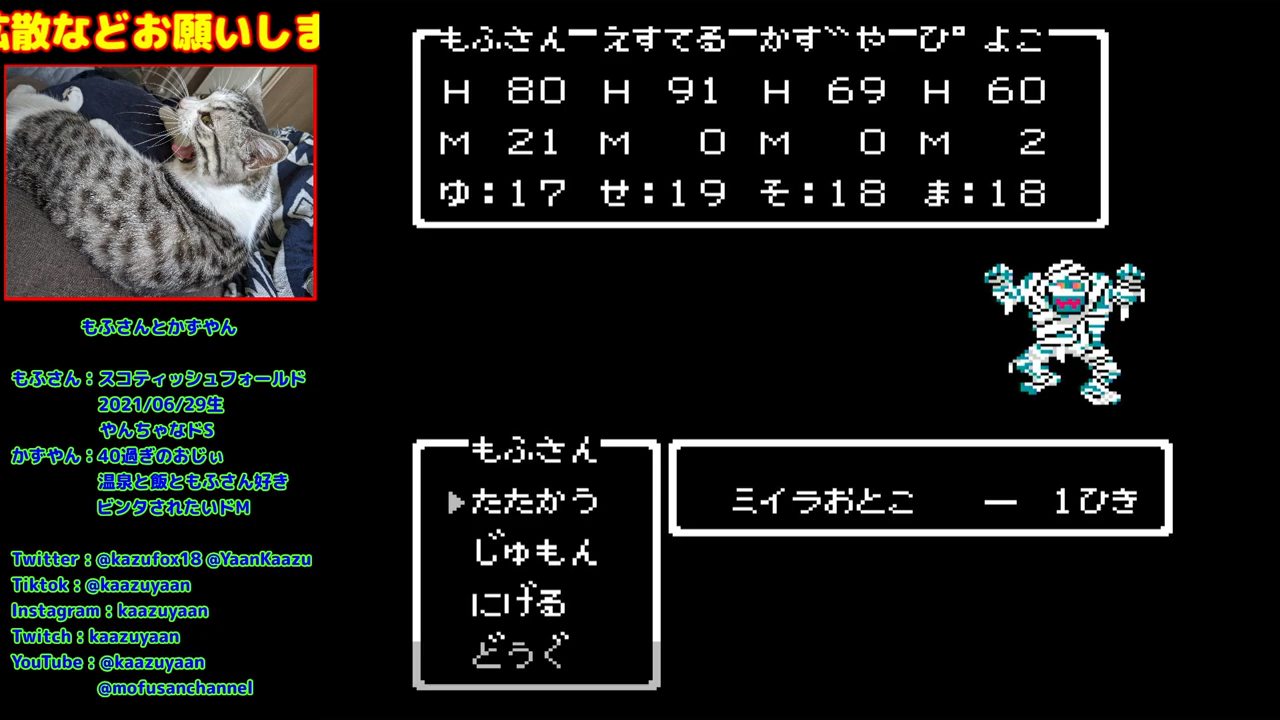 拡散などお願いしま
もふさんとかずやん
もふさん：スコティッシュフォールド
2021/06/29生
やんちゃなドS
かずやん：40過ぎのおじぃ
温泉と飯ともふさん好き
ビンタされたいドM
Twitter：@kazufox18 @YaanKaazu
Tiktok：@kaazuyaan
Instagram：kaazuyaan
Twitch：kaazuyaan
YouTube：@kaazuyaan
@mofusanchannel
もふさん えすてる かずや ぴよこ
H 80 H 91 H 69 H 60
M 21 M 0 M 0 M 2
ゆ:17 せ:19 そ:18 ま:18
もふさん
▶たたかう
じゅもん
にげる
どうぐ
ミイラおとこ ー 1ひき